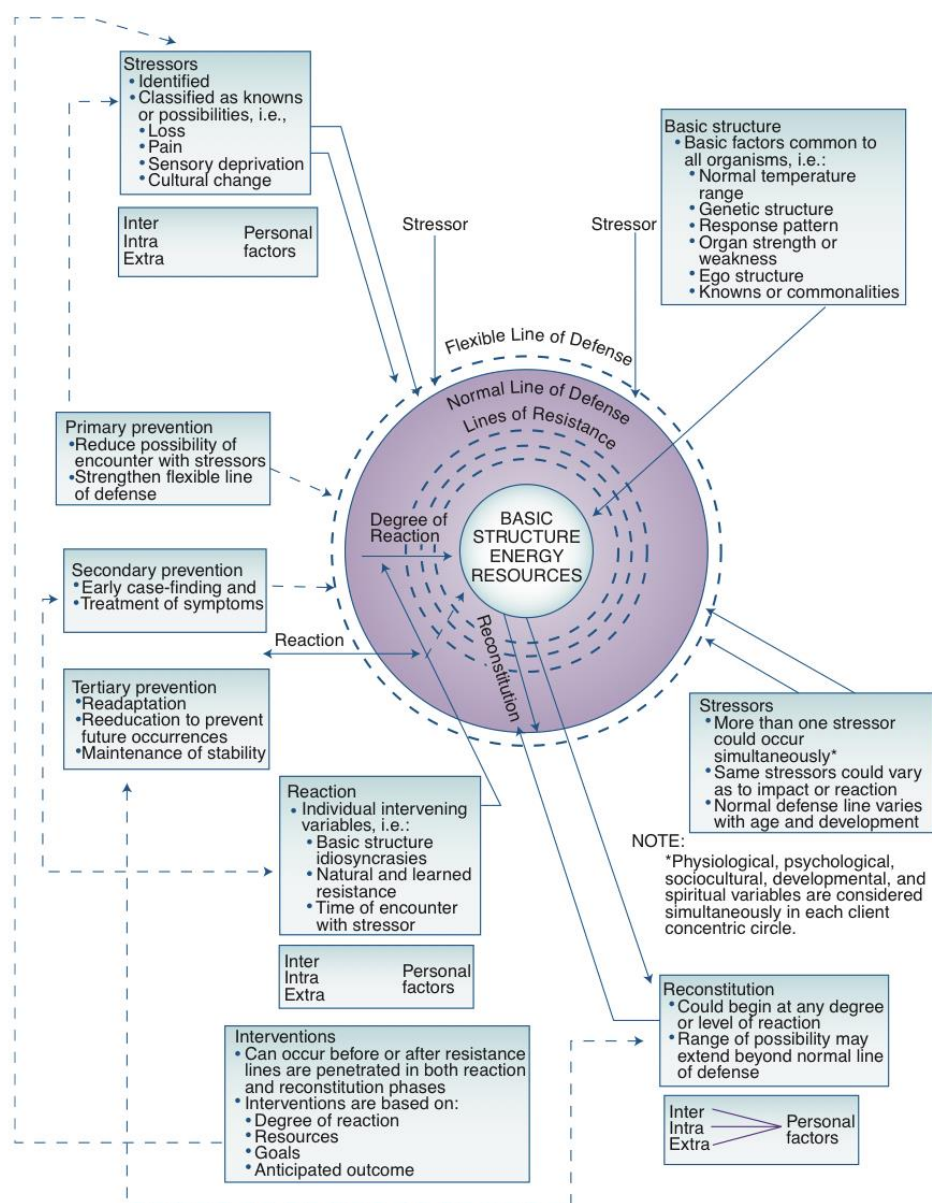 Stressors
• Identified
• Classified as knowns
or possibilities, i.e.,
• Loss
• Pain
• Sensory deprivation
• Cultural change
Inter
Intra
Extra
Personal
factors
Stressor
Stressor
Basic structure
• Basic factors common to
all organisms, i.e.:
• Normal temperature
range
• Genetic structure
• Response pattern
• Organ strength or
weakness
• Ego structure
• Knowns or commonalities
Flexible Line of Defense
Normal Line of Defense
Lines of Resistance
Degree of
Reaction
BASIC
STRUCTURE
ENERGY
RESOURCES
Reconstitution
Primary prevention
• Reduce possibility of
encounter with stressors
• Strengthen flexible line
of defense
Secondary prevention
• Early case-finding and
• Treatment of symptoms
Reaction
Tertiary prevention
• Readaptation
• Reeducation to prevent
future occurrences
• Maintenance of stability
Stressors
• More than one stressor
could occur
simultaneously*
• Same stressors could vary
as to impact or reaction
• Normal defense line varies
with age and development
NOTE:
*Physiological, psychological,
sociocultural, developmental, and
spiritual variables are considered
simultaneously in each client
concentric circle.
Reaction
• Individual intervening
variables, i.e.:
• Basic structure
idiosyncrasies
• Natural and learned
resistance
• Time of encounter
with stressor
Inter
Intra
Extra
Personal
factors
Reconstitution
• Could begin at any degree
or level of reaction
• Range of possibility may
extend beyond normal line
of defense
Inter
Intra
Extra
Personal
factors
Interventions
• Can occur before or after resistance
lines are penetrated in both reaction
and reconstitution phases
• Interventions are based on:
• Degree of reaction
• Resources
• Goals
• Anticipated outcome